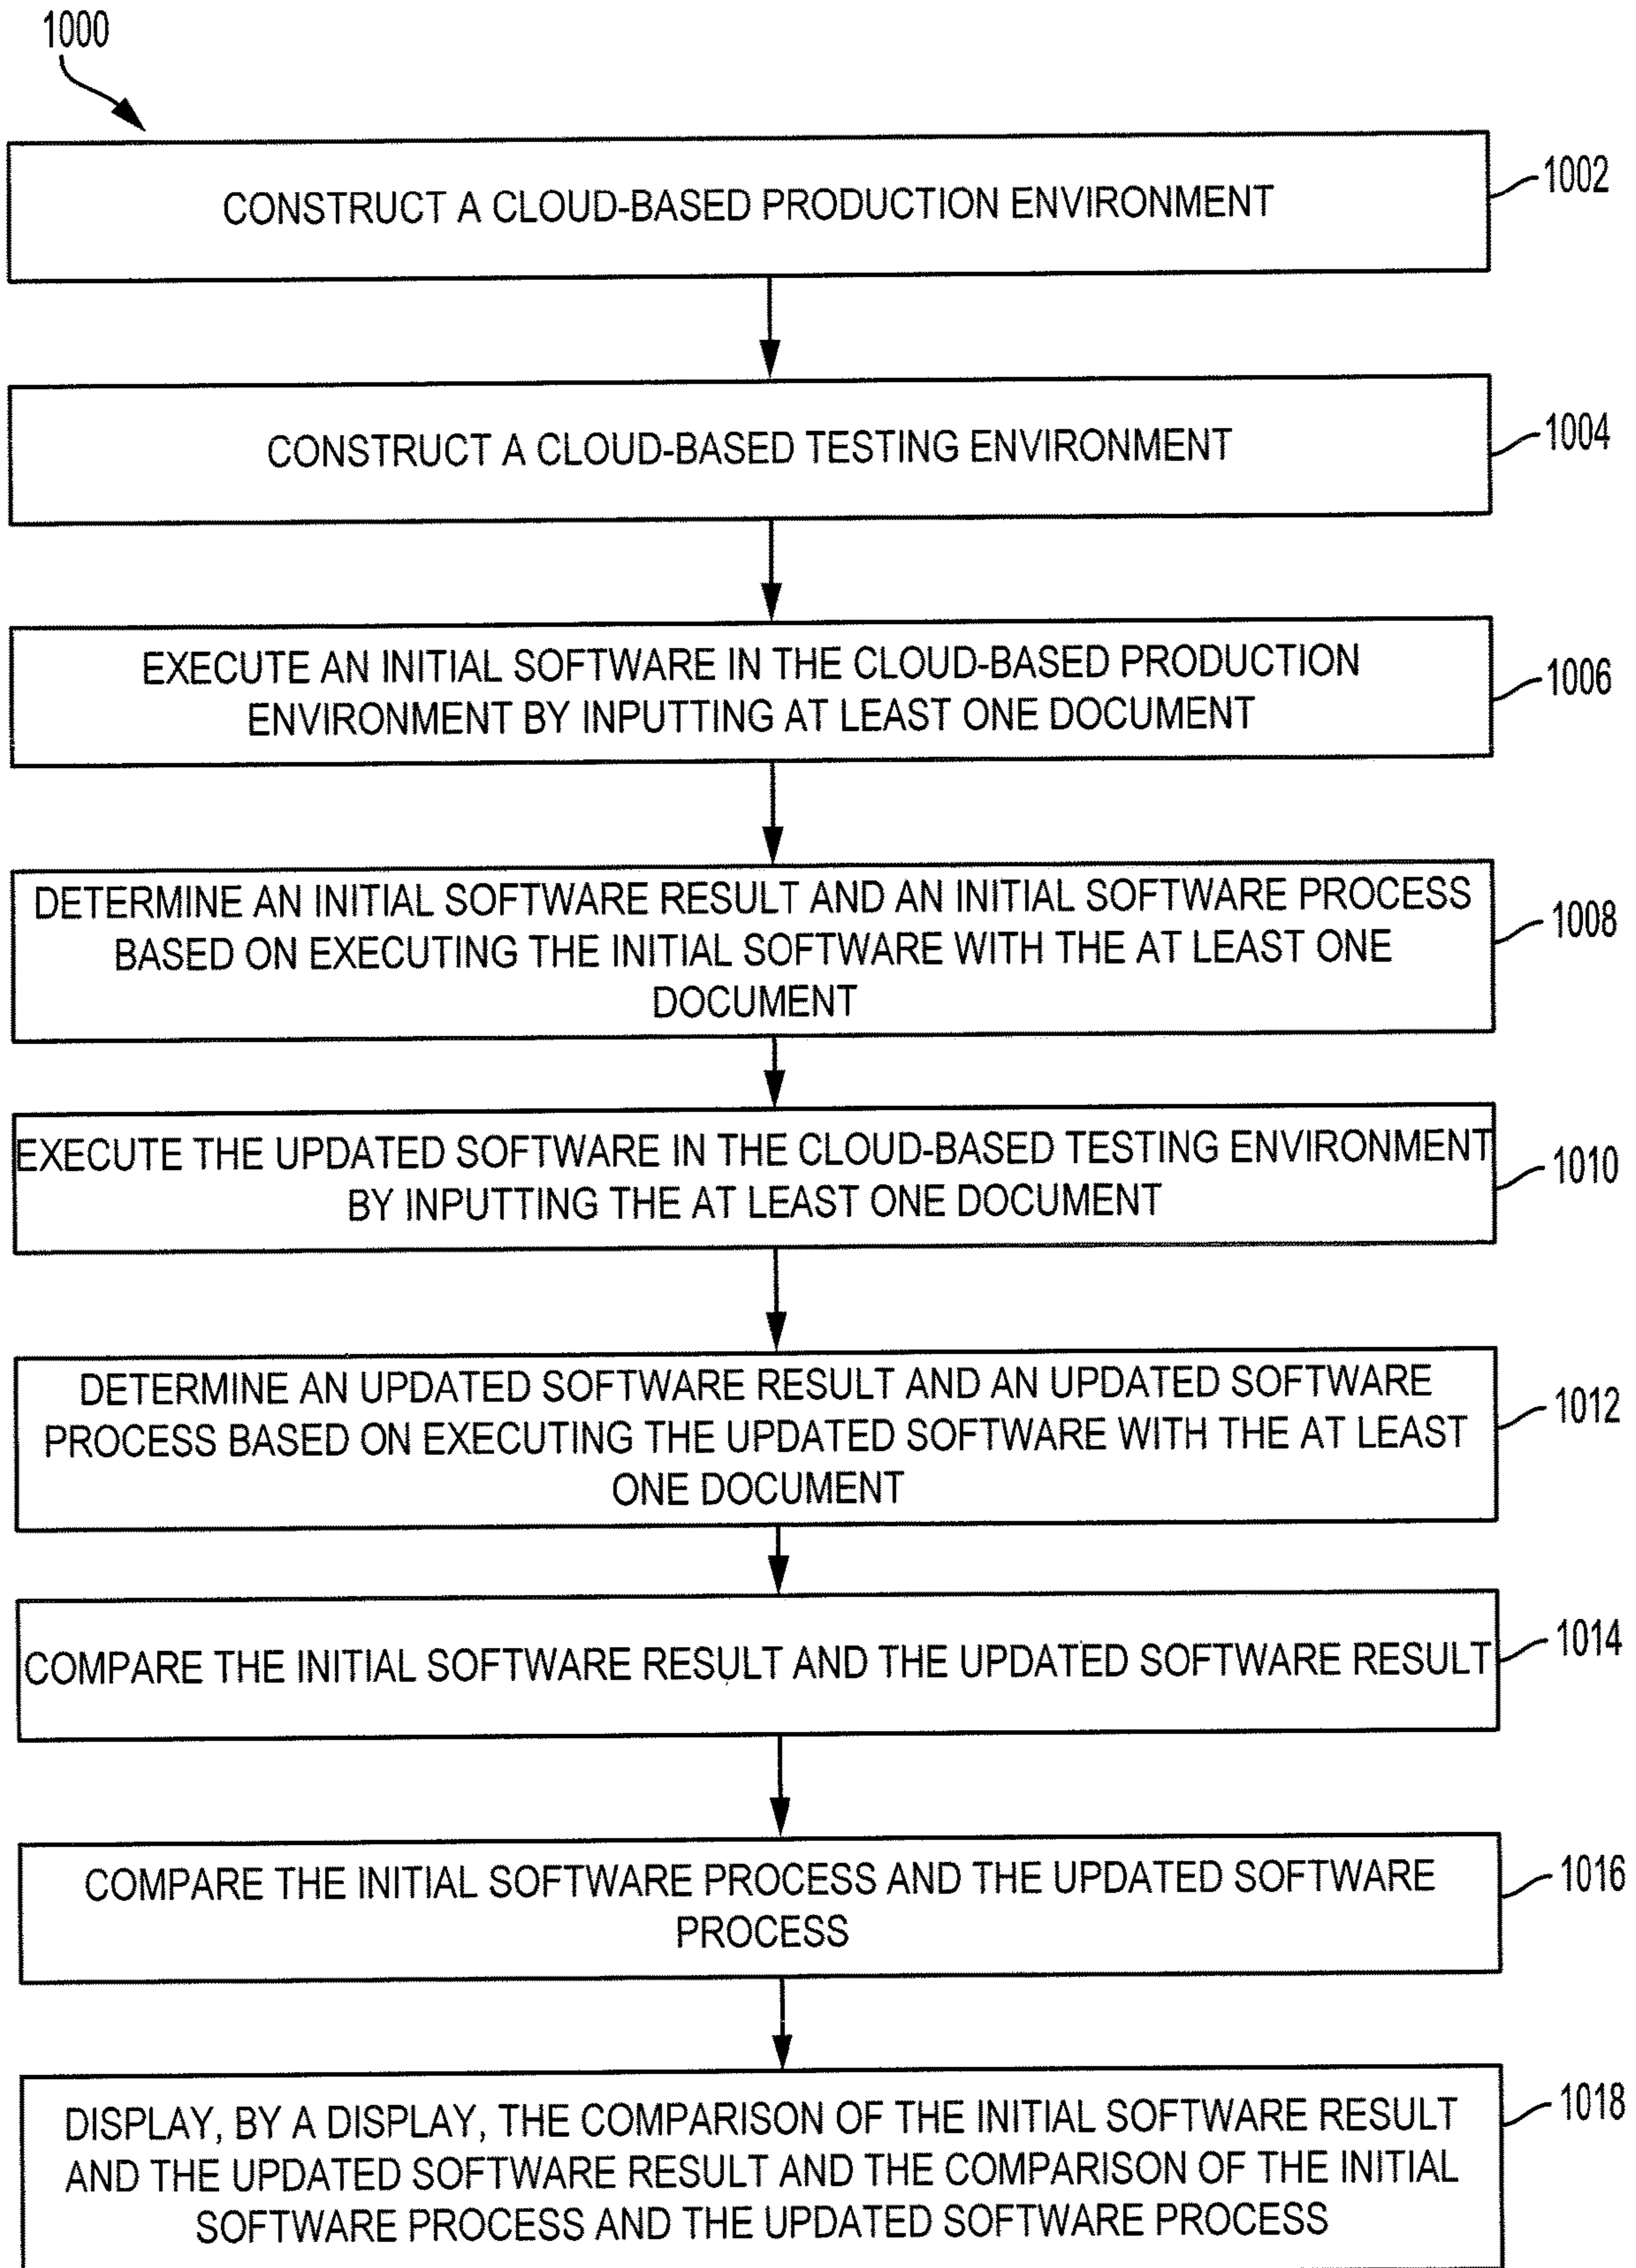 1000
CONSTRUCT A CLOUD-BASED PRODUCTION ENVIRONMENT
1002
CONSTRUCT A CLOUD-BASED TESTING ENVIRONMENT
1004
EXECUTE AN INITIAL SOFTWARE IN THE CLOUD-BASED PRODUCTION
ENVIRONMENT BY INPUTTING AT LEAST ONE DOCUMENT
1006
DETERMINE AN INITIAL SOFTWARE RESULT AND AN INITIAL SOFTWARE PROCESS
BASED ON EXECUTING THE INITIAL SOFTWARE WITH THE AT LEAST ONE
DOCUMENT
1008
EXECUTE THE UPDATED SOFTWARE IN THE CLOUD-BASED TESTING ENVIRONMENT
BY INPUTTING THE AT LEAST ONE DOCUMENT
1010
DETERMINE AN UPDATED SOFTWARE RESULT AND AN UPDATED SOFTWARE
PROCESS BASED ON EXECUTING THE UPDATED SOFTWARE WITH THE AT LEAST
ONE DOCUMENT
1012
COMPARE THE INITIAL SOFTWARE RESULT AND THE UPDATED SOFTWARE RESULT
1014
COMPARE THE INITIAL SOFTWARE PROCESS AND THE UPDATED SOFTWARE
PROCESS
1016
DISPLAY, BY A DISPLAY, THE COMPARISON OF THE INITIAL SOFTWARE RESULT
AND THE UPDATED SOFTWARE RESULT AND THE COMPARISON OF THE INITIAL
SOFTWARE PROCESS AND THE UPDATED SOFTWARE PROCESS
1018